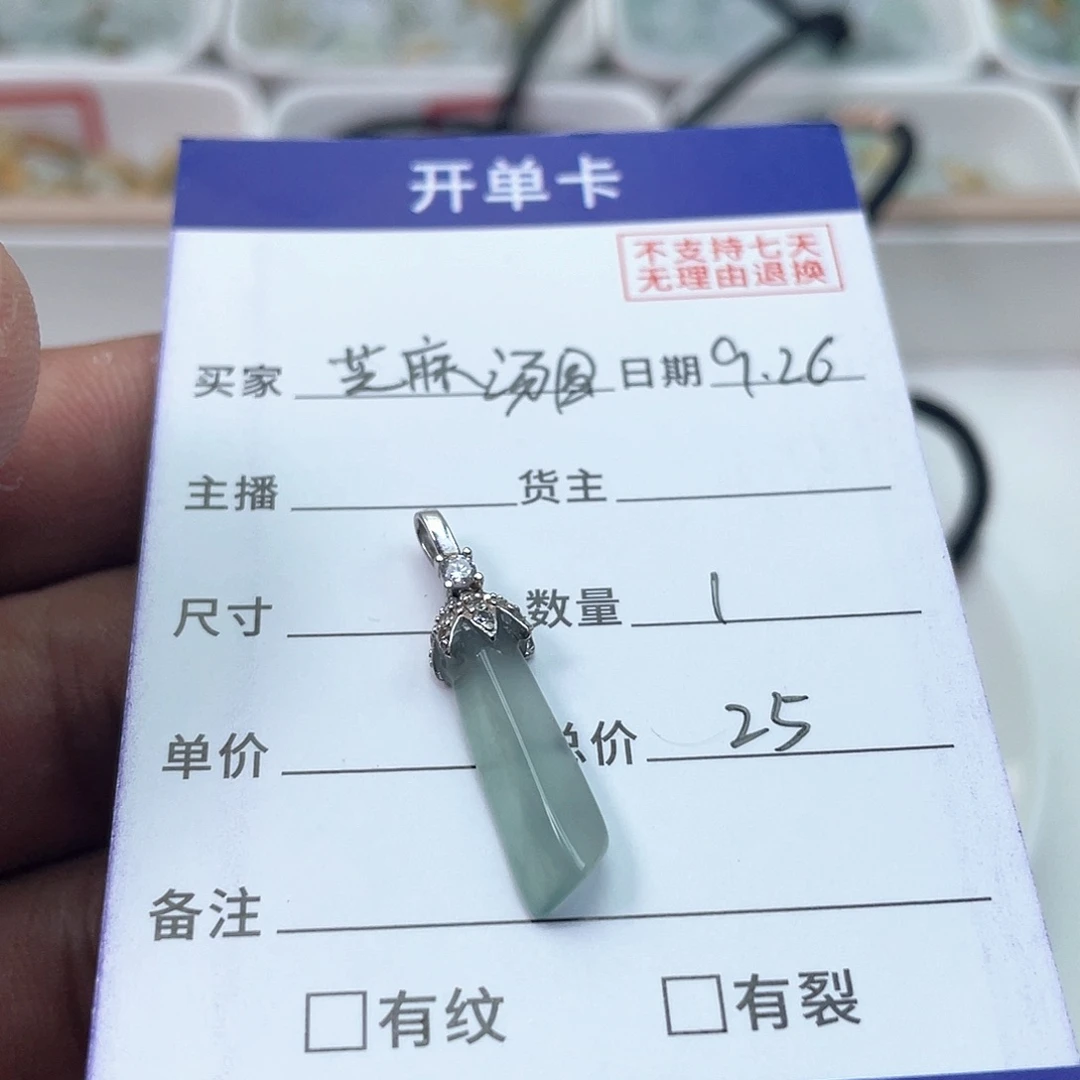 开单卡
不支持七天
无理由退换
买家 芝麻汤圆 日期 9.26
主播 货主
尺寸 数量 1
单价 总价 25
备注
有纹 有裂